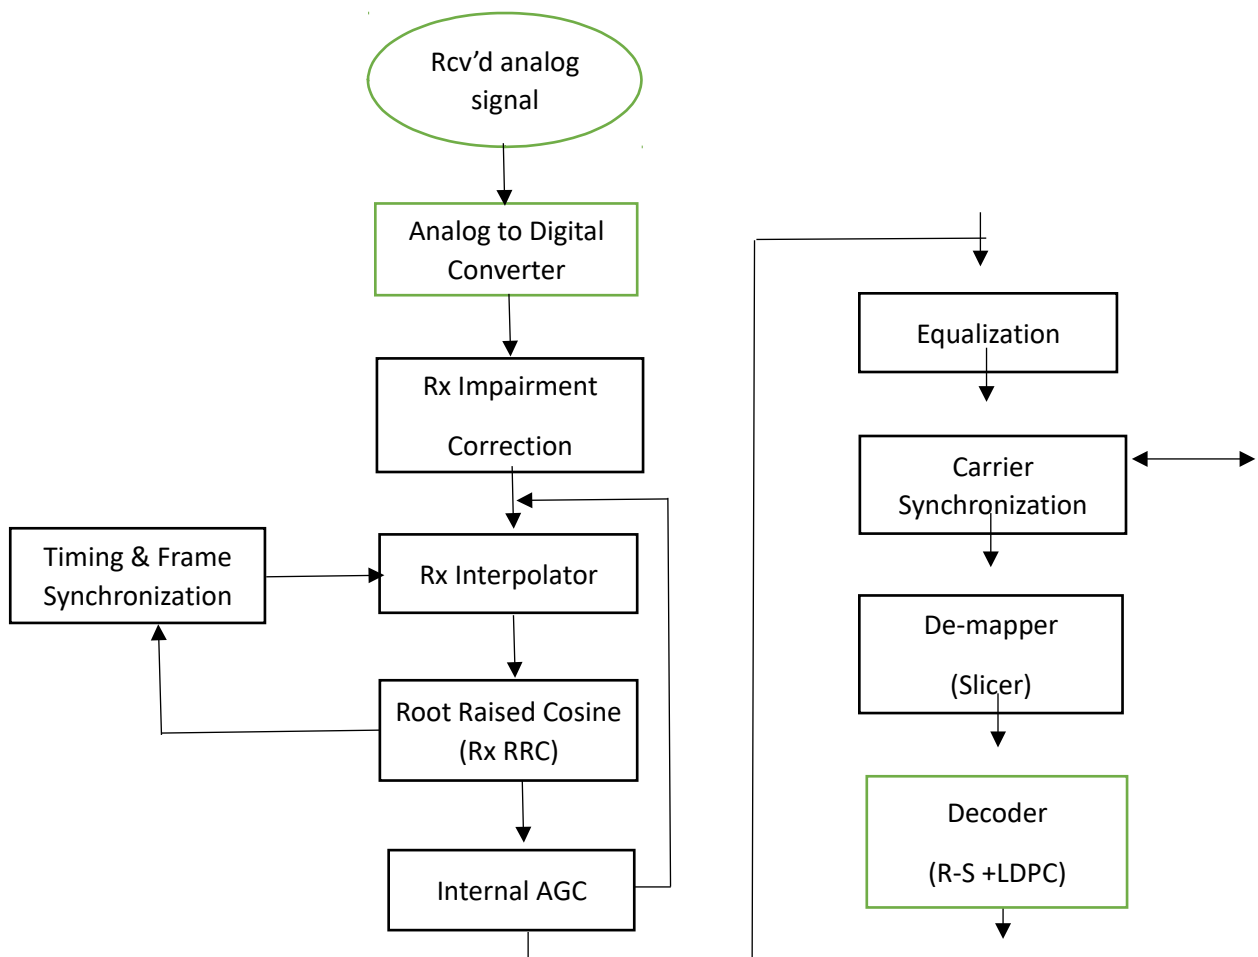 Rcv’d analog
signal
Analog to Digital
Converter
Rx Impairment
Correction
Timing & Frame
Synchronization
Rx Interpolator
Root Raised Cosine
(Rx RRC)
Internal AGC
Equalization
Carrier
Synchronization
De-mapper
(Slicer)
Decoder
(R-S +LDPC)